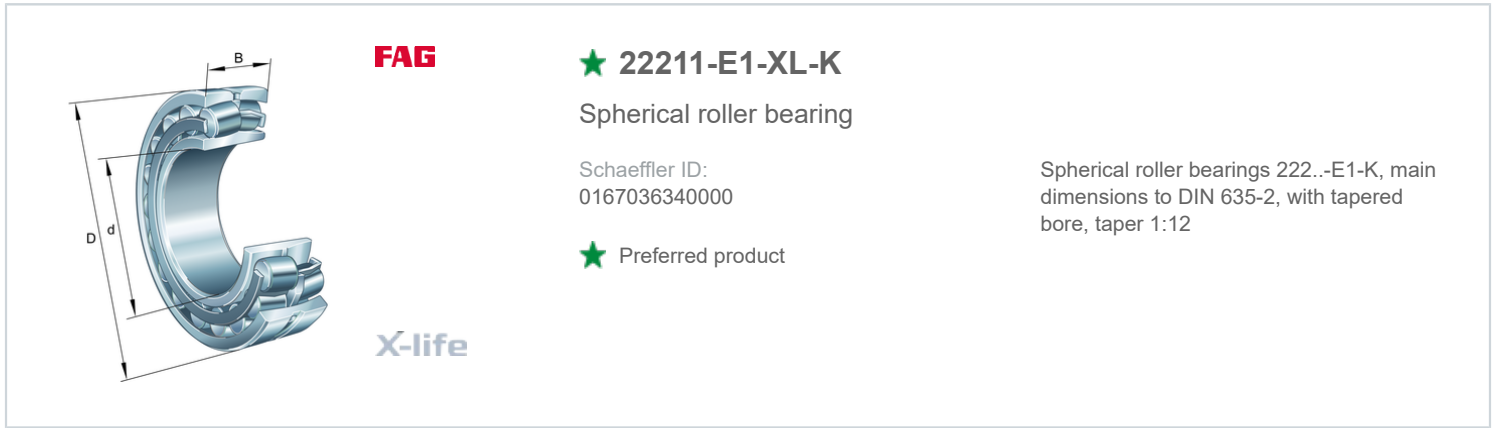 FAG
B
D
d
X-life
22211-E1-XL-K
Spherical roller bearing
Schaeffler ID:
0167036340000
Preferred product
Spherical roller bearings 222..-E1-K, main
dimensions to DIN 635-2, with tapered
bore, taper 1:12